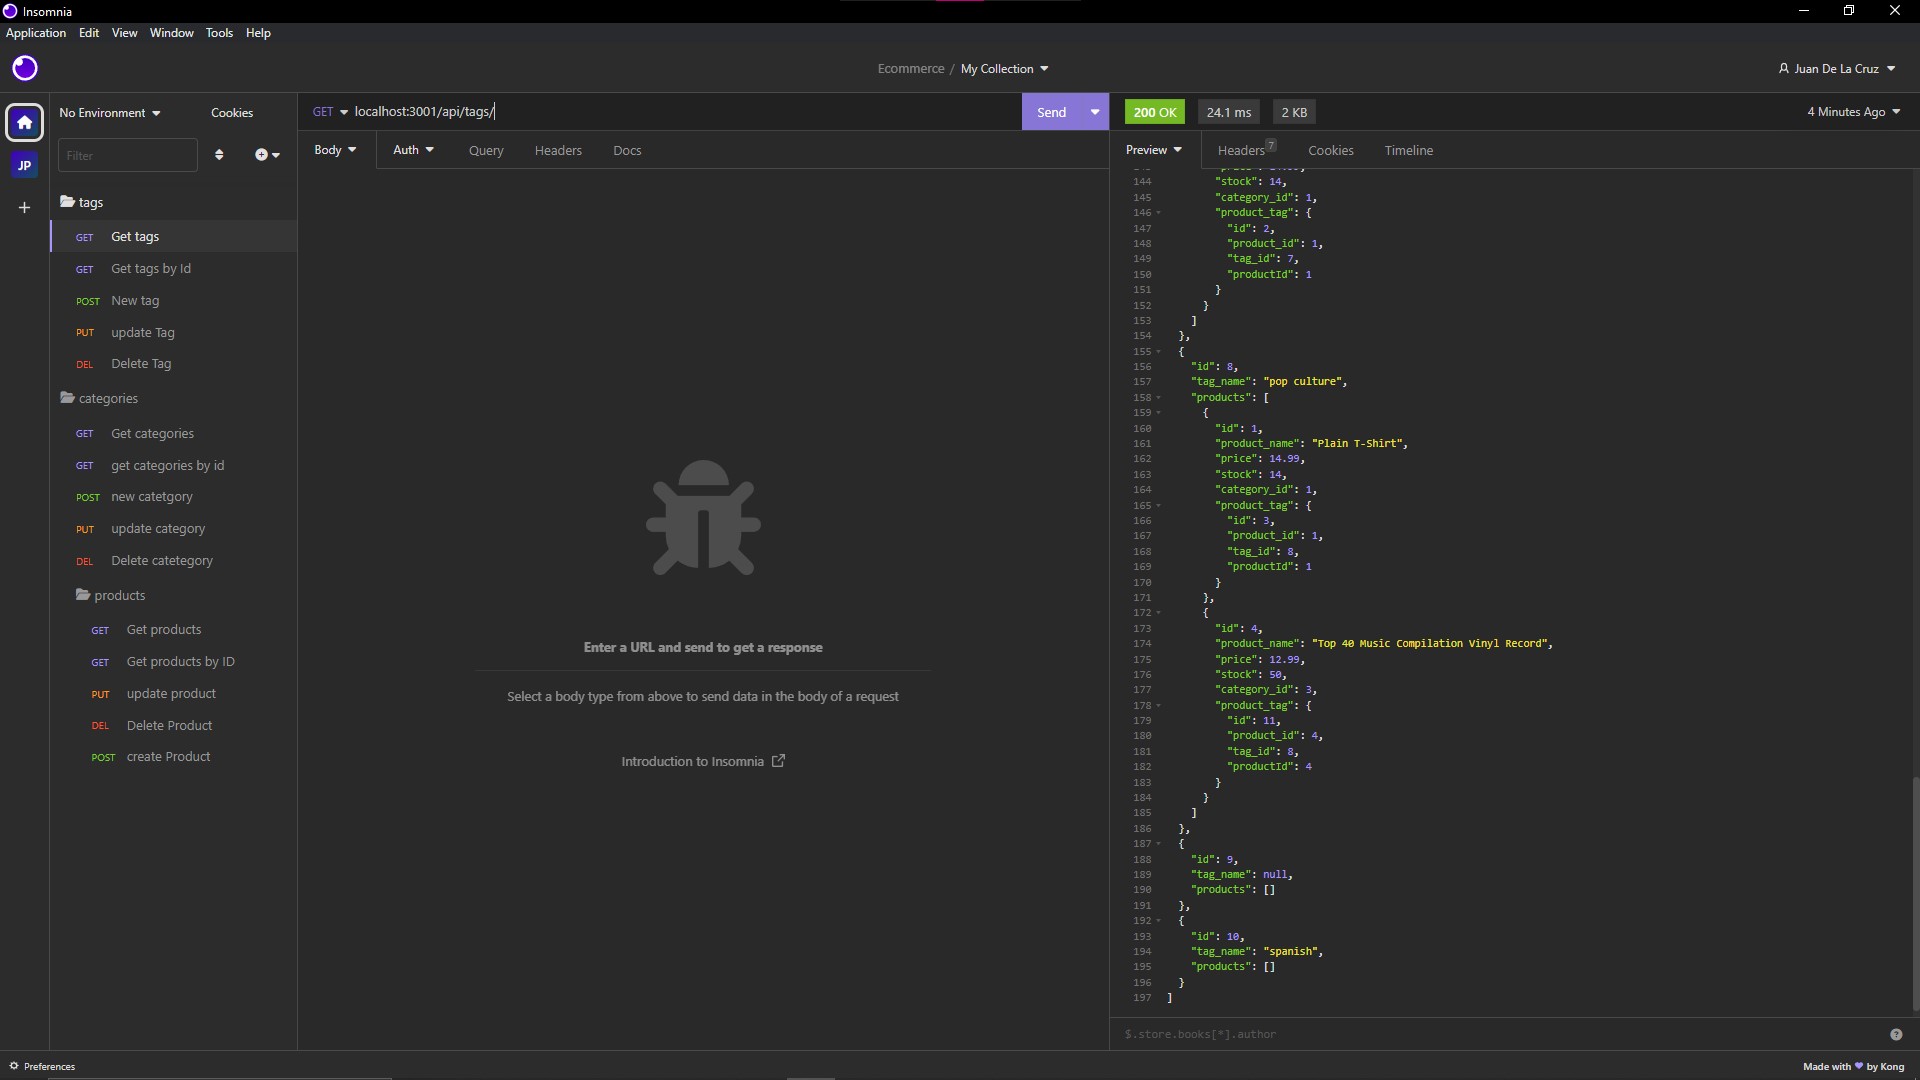 Insomnia
Application Edit View Window Tools Help
Ecommerce / My Collection
Juan De La Cruz
No Environment Cookies
Filter
JP
tags
GET Get tags
GET Get tags by Id
POST New tag
PUT update Tag
DEL Delete Tag
categories
GET Get categories
GET get categories by id
POST new catetgory
PUT update category
DEL Delete catetegory
products
GET Get products
GET Get products by ID
PUT update product
DEL Delete Product
POST create Product
GET localhost:3001/api/tags/
Send
Body Auth Query Headers Docs
Enter a URL and send to get a response
Select a body type from above to send data in the body of a request
Introduction to Insomnia
200 OK 24.1 ms 2 KB 4 Minutes Ago
Preview Headers 7 Cookies Timeline
144 "stock": 14,
145 "category_id": 1,
146 "product_tag": {
147 "id": 2,
148 "product_id": 1,
149 "tag_id": 7,
150 "productId": 1
151 }
152 }
153 ]
154 },
155 {
156 "id": 8,
157 "tag_name": "pop culture",
158 "products": [
159 {
160 "id": 1,
161 "product_name": "Plain T-Shirt",
162 "price": 14.99,
163 "stock": 14,
164 "category_id": 1,
165 "product_tag": {
166 "id": 3,
167 "product_id": 1,
168 "tag_id": 8,
169 "productId": 1
170 }
171 },
172 {
173 "id": 4,
174 "product_name": "Top 40 Music Compilation Vinyl Record",
175 "price": 12.99,
176 "stock": 50,
177 "category_id": 3,
178 "product_tag": {
179 "id": 11,
180 "product_id": 4,
181 "tag_id": 8,
182 "productId": 4
183 }
184 }
185 ]
186 },
187 {
188 "id": 9,
189 "tag_name": null,
190 "products": []
191 },
192 {
193 "id": 10,
194 "tag_name": "spanish",
195 "products": []
196 }
197 ]
$.store.books[*].author
Preferences
Made with ♥ by Kong